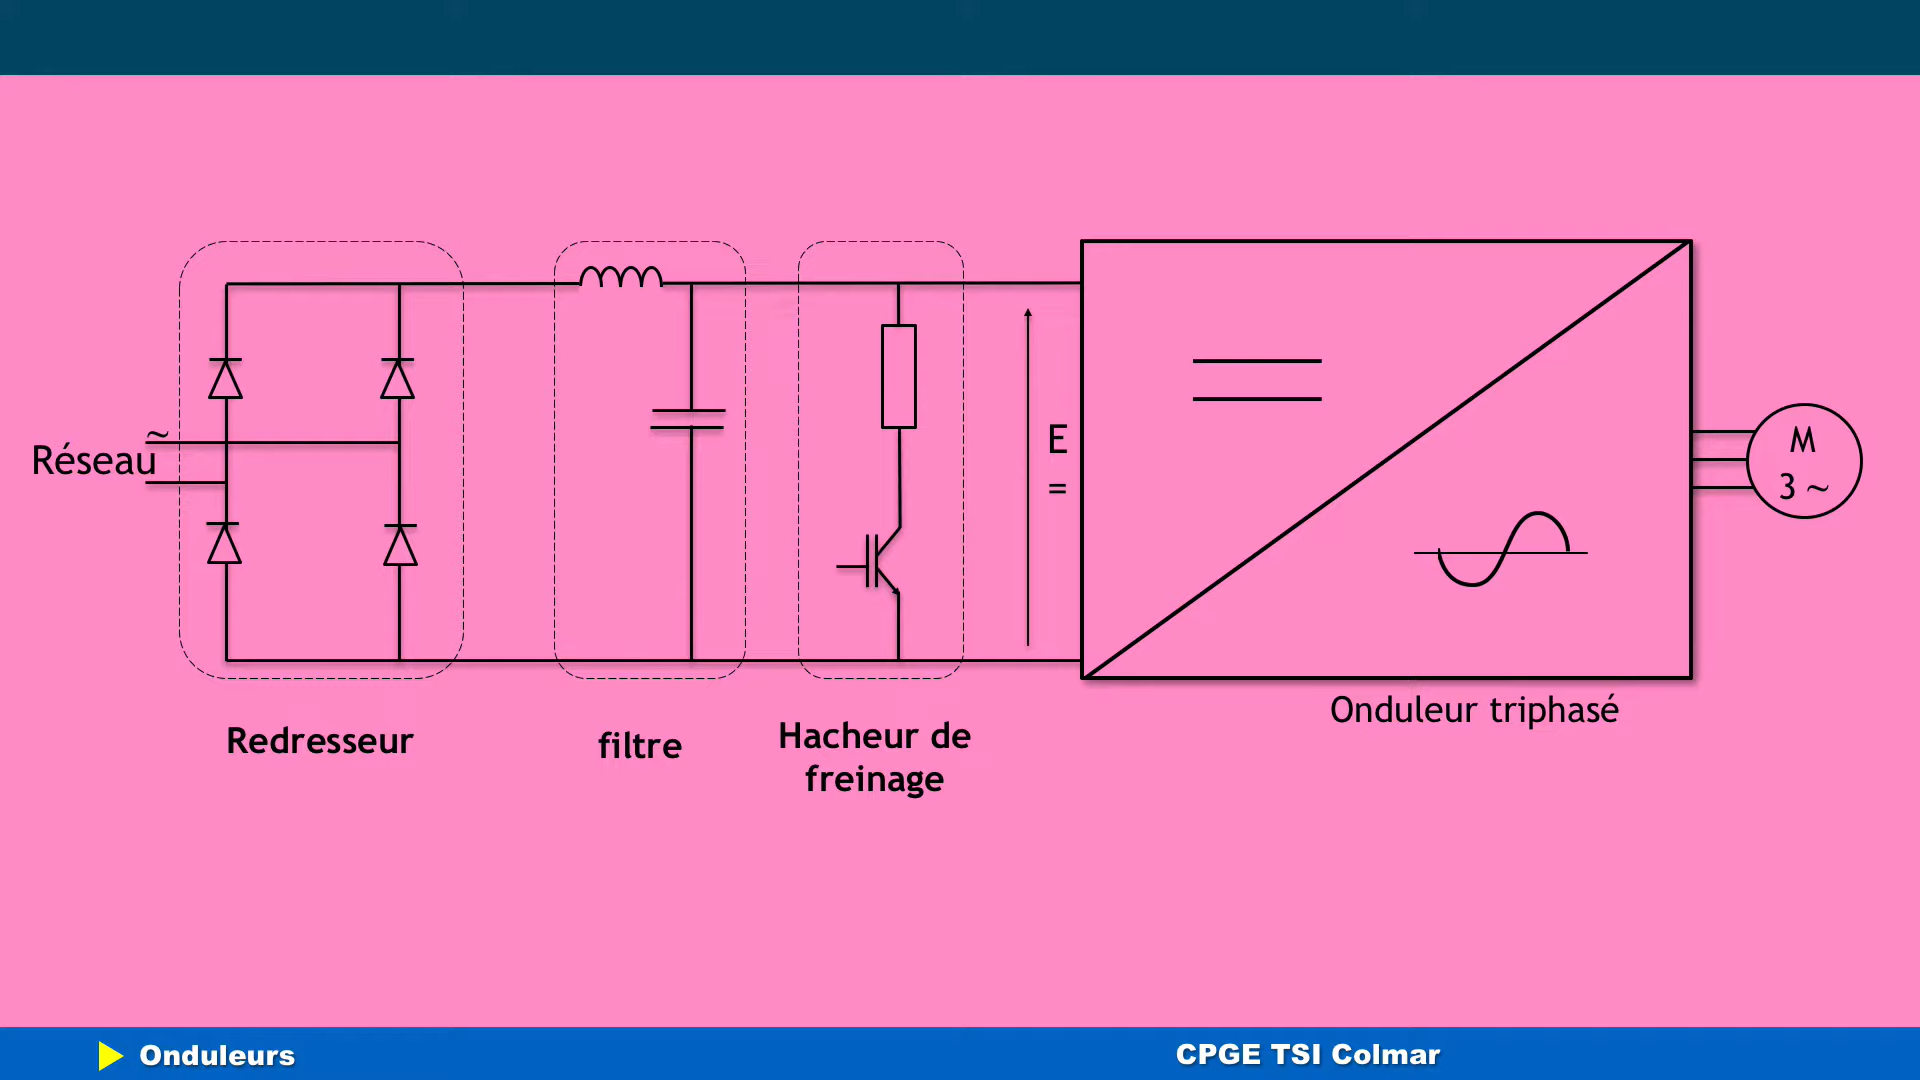 ~
Réseau
E
=
M
3 ~
Onduleur triphasé
Redresseur
filtre
Hacheur de
freinage
Onduleurs
CPGE TSI Colmar